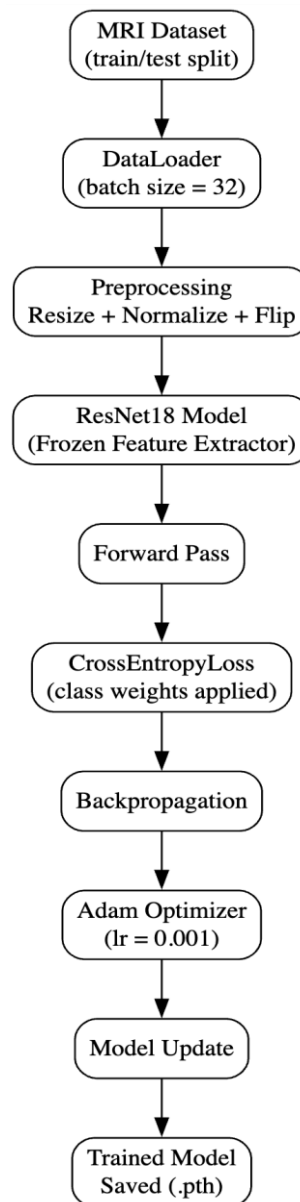 MRI Dataset
(train/test split)
DataLoader
(batch size = 32)
Preprocessing
Resize + Normalize + Flip
ResNet18 Model
(Frozen Feature Extractor)
Forward Pass
CrossEntropyLoss
(class weights applied)
Backpropagation
Adam Optimizer
(lr = 0.001)
Model Update
Trained Model
Saved (.pth)